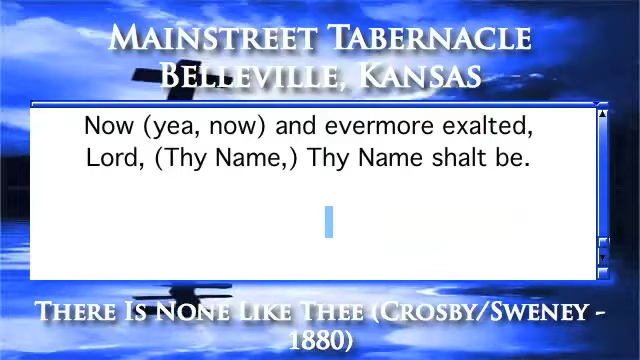 Mainstreet Tabernacle
Belleville, Kansas
Now (yea, now) and evermore exalted,
Lord, (Thy Name,) Thy Name shalt be.
There Is None Like Thee (Crosby/Sweney -
1880)